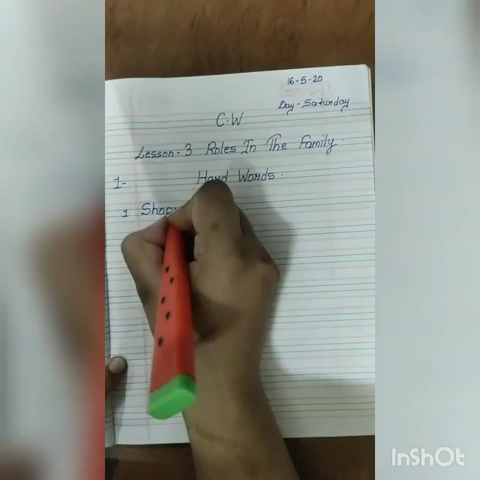 16-5-20
Day - Saturday
C.W
Lesson - 3 Roles In The Family.
1- Hard Words.
1 Shop
InShOt